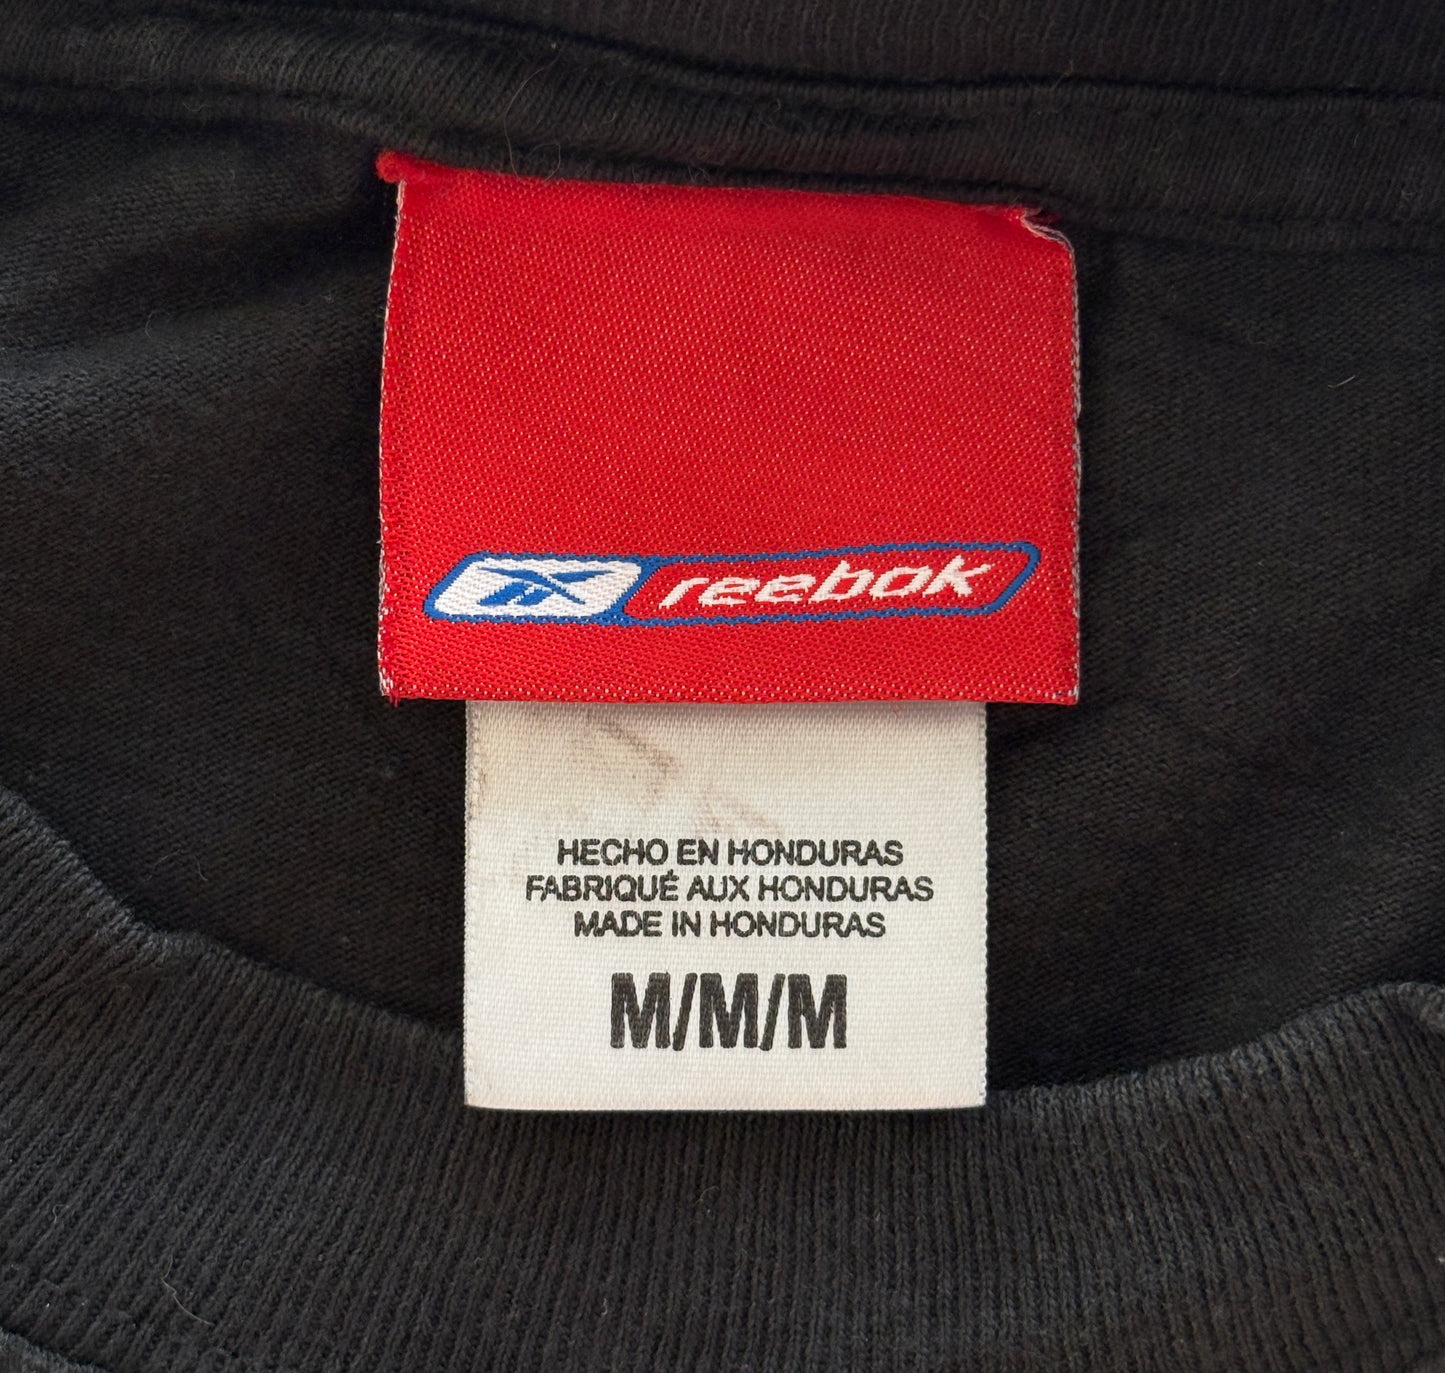 reebok
HECHO EN HONDURAS
FABRIQUÉ AUX HONDURAS
MADE IN HONDURAS
M/M/M